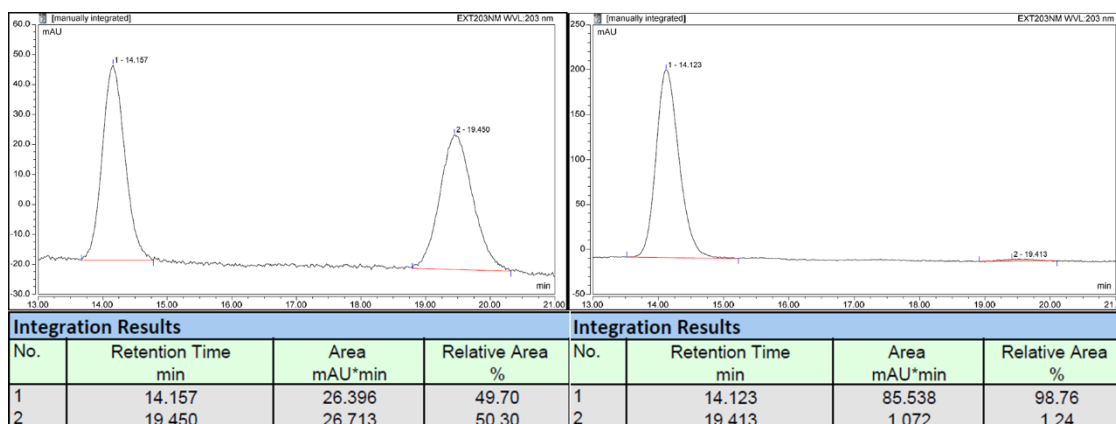 [manually integrated] EXT203NM WVL:203 nm
60.0
mAU
50.0
40.0
30.0
20.0
10.0
0.0
-10.0
-20.0
-30.0
1 - 14.157
2 - 19.450
min
13.00 14.00 15.00 16.00 17.00 18.00 19.00 20.00 21.00
Integration Results
No. Retention Time Area Relative Area
min mAU*min %
1 14.157 26.396 49.70
2 19.450 26.713 50.30
[manually integrated] EXT203NM WVL:203 nm
250
mAU
200
150
100
50
0
-50
1 - 14.123
2 - 19.413
min
13.00 14.00 15.00 16.00 17.00 18.00 19.00 20.00 21.00
Integration Results
No. Retention Time Area Relative Area
min mAU*min %
1 14.123 85.538 98.76
2 19.413 1.072 1.24